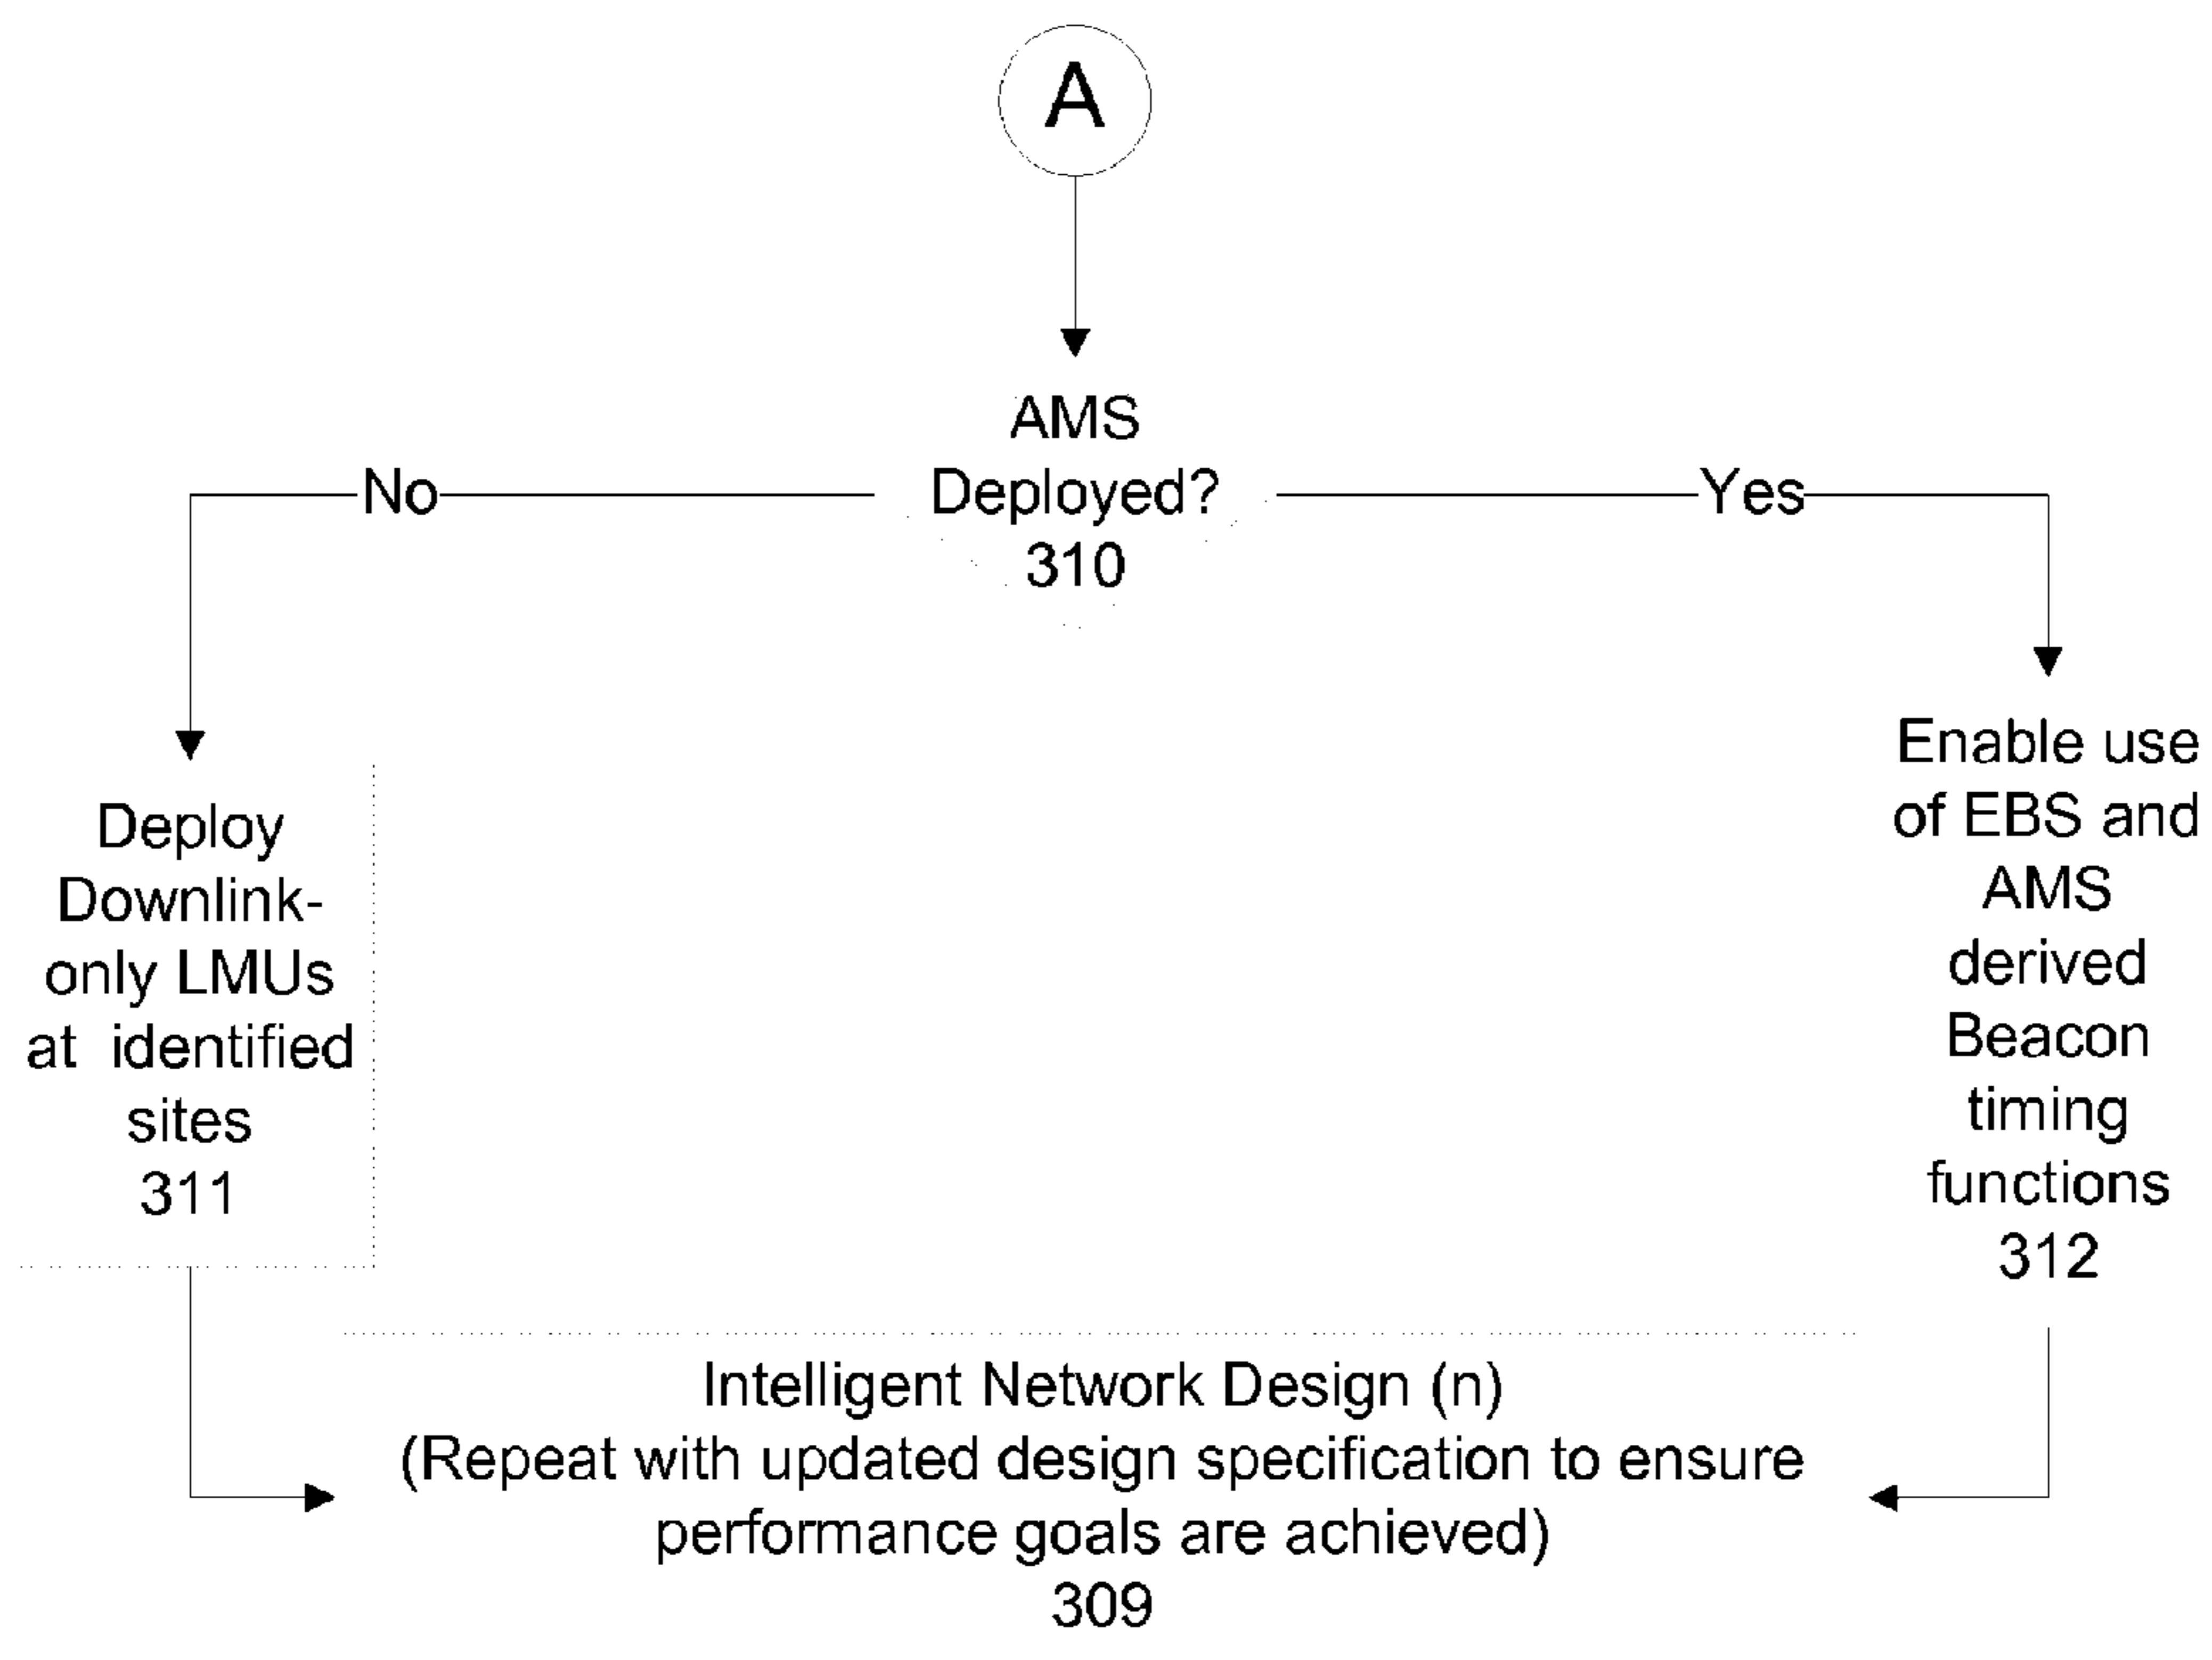 A
AMS
Deployed?
310
No
Yes
Deploy
Downlink-
only LMUs
at identified
sites
311
Enable use
of EBS and
AMS
derived
Beacon
timing
functions
312
Intelligent Network Design (n)
(Repeat with updated design specification to ensure
performance goals are achieved)
309